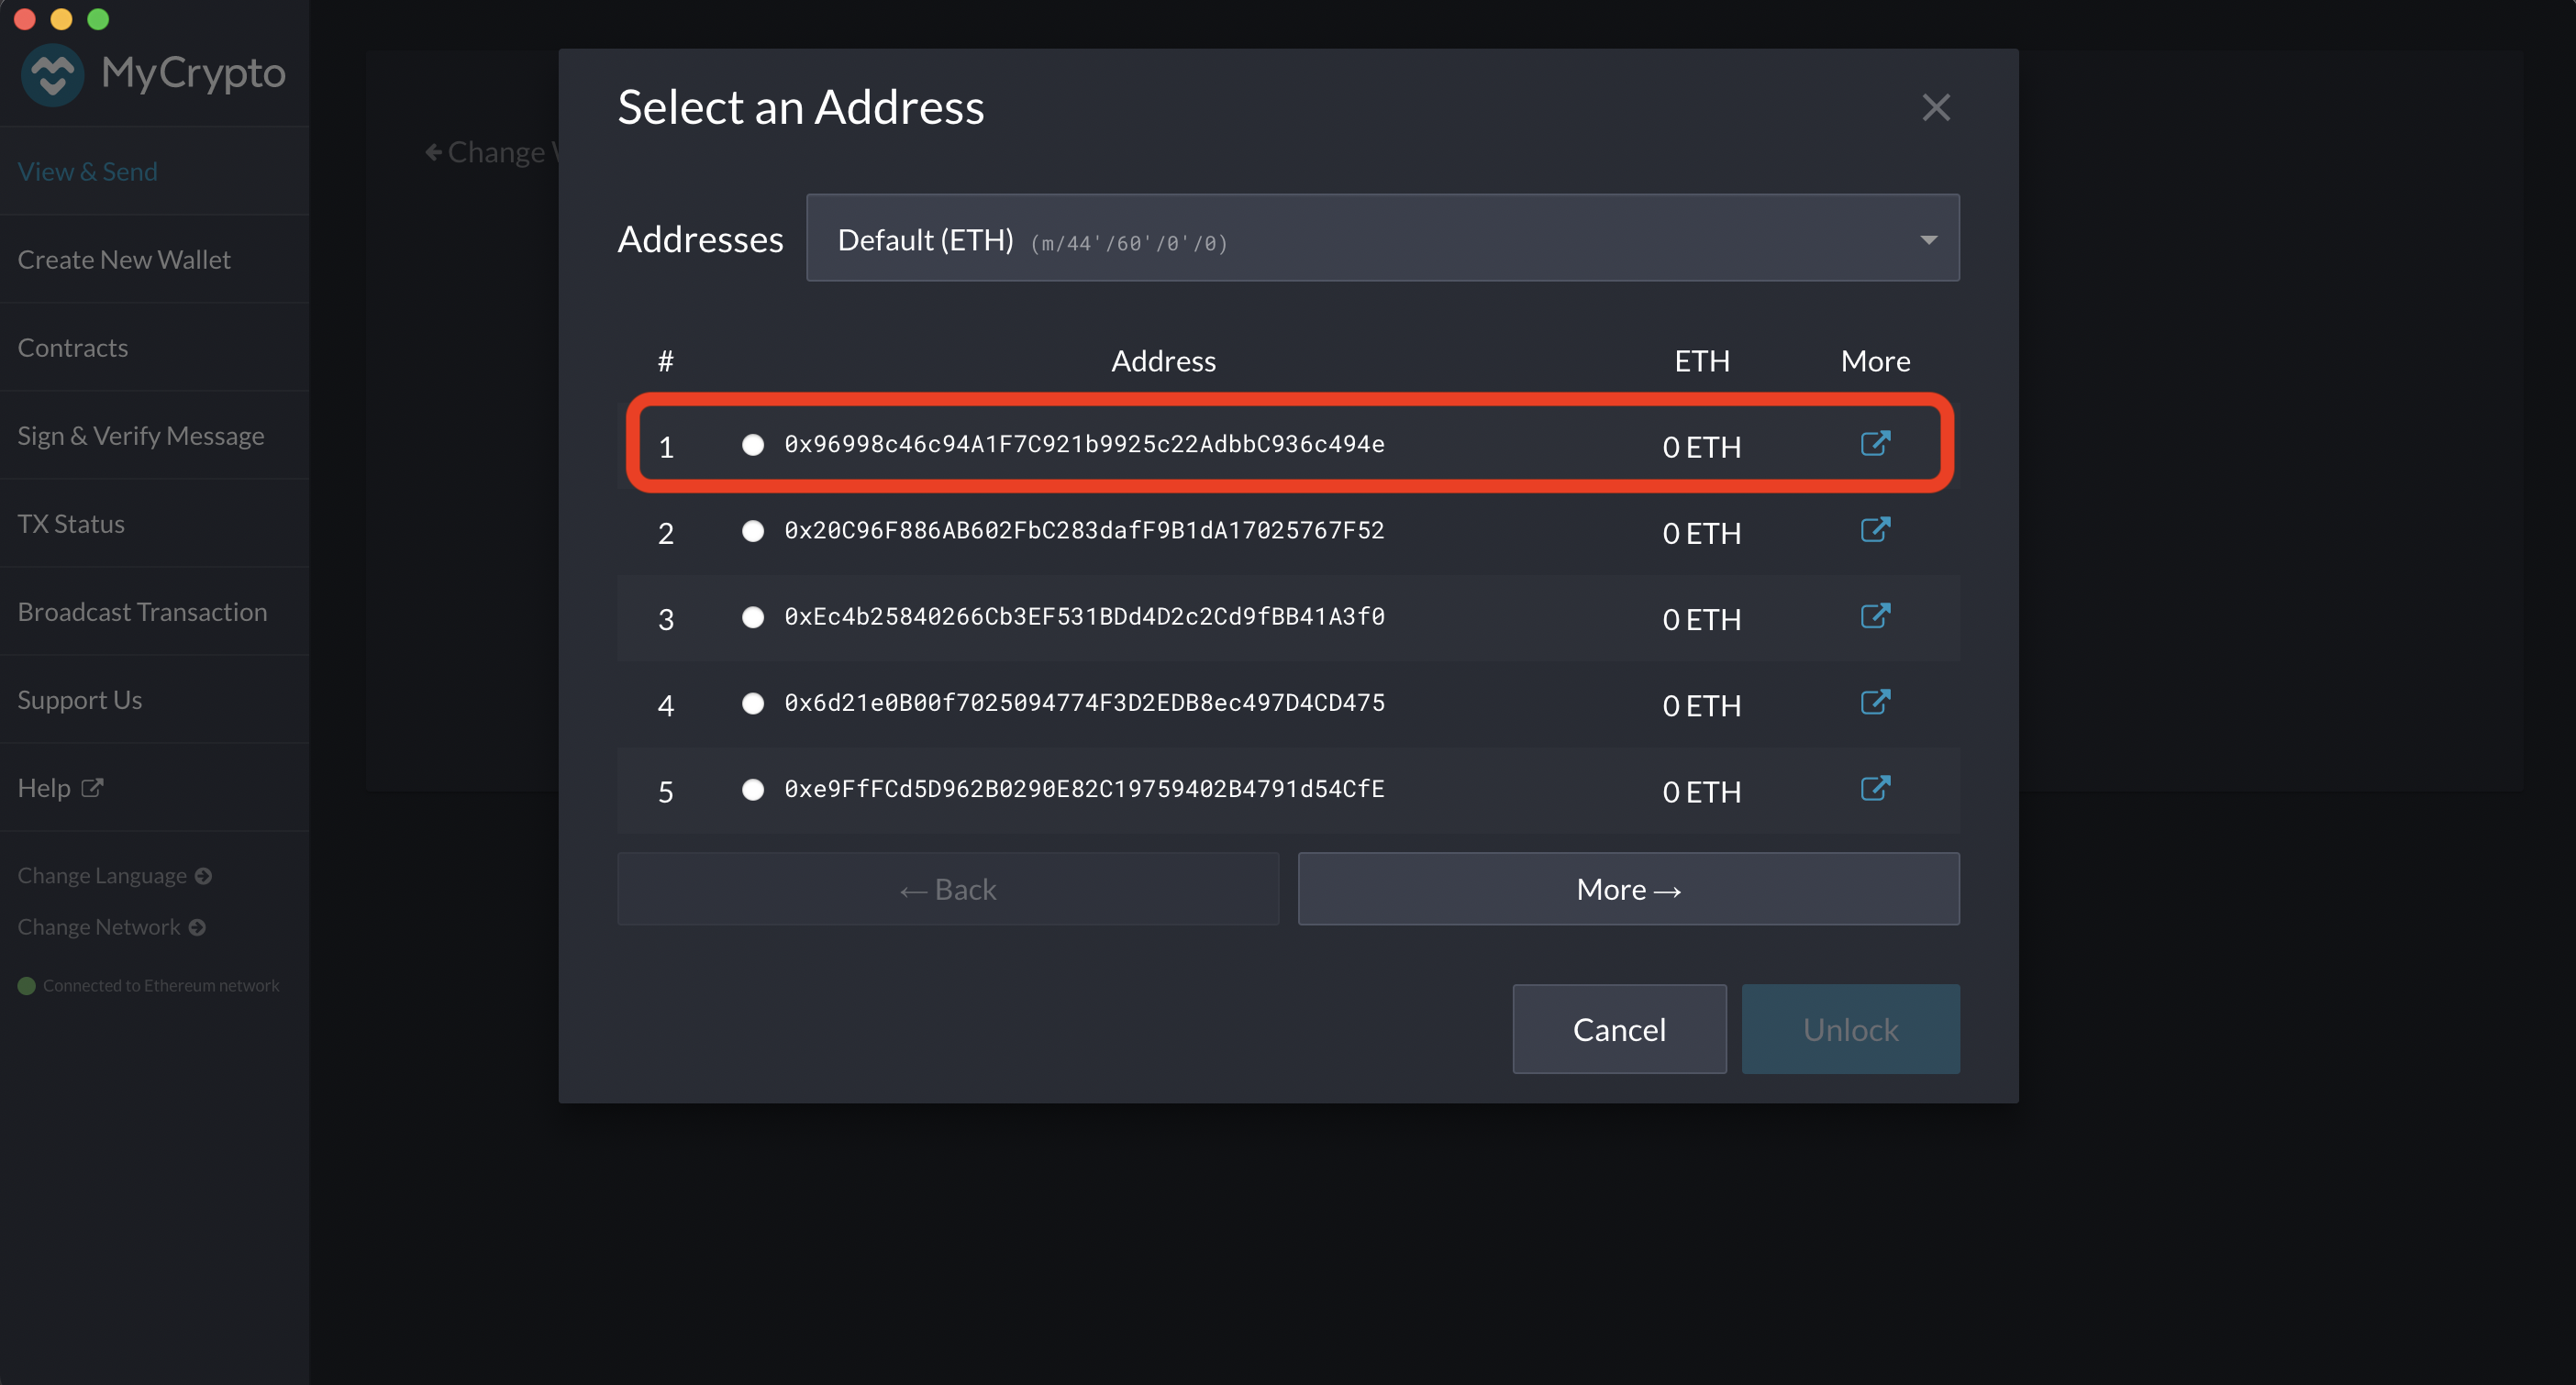 MyCrypto
View & Send
Create New Wallet
Contracts
Sign & Verify Message
TX Status
Broadcast Transaction
Support Us
Help
Change Language
Change Network
Connected to Ethereum network
← Change
Select an Address
Addresses Default (ETH) (m/44'/60'/0'/0)
# Address ETH More
1 0x96998c46c94A1F7C921b9925c22AdbbC936c494e 0 ETH
2 0x20C96F886AB602FbC283dafF9B1dA17025767F52 0 ETH
3 0xEc4b25840266Cb3EF531BDd4D2c2Cd9fBB41A3f0 0 ETH
4 0x6d21e0B00f7025094774F3D2EDB8ec497D4CD475 0 ETH
5 0xe9FfFCd5D962B0290E82C19759402B4791d54CfE 0 ETH
← Back More →
Cancel Unlock